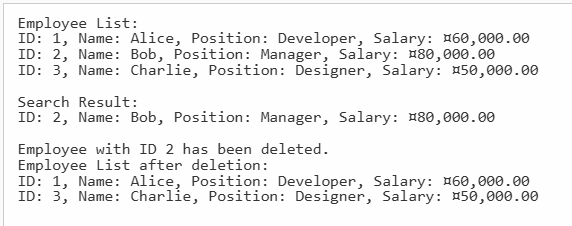 Employee List:
ID: 1, Name: Alice, Position: Developer, Salary: ¤60,000.00
ID: 2, Name: Bob, Position: Manager, Salary: ¤80,000.00
ID: 3, Name: Charlie, Position: Designer, Salary: ¤50,000.00
Search Result:
ID: 2, Name: Bob, Position: Manager, Salary: ¤80,000.00
Employee with ID 2 has been deleted.
Employee List after deletion:
ID: 1, Name: Alice, Position: Developer, Salary: ¤60,000.00
ID: 3, Name: Charlie, Position: Designer, Salary: ¤50,000.00